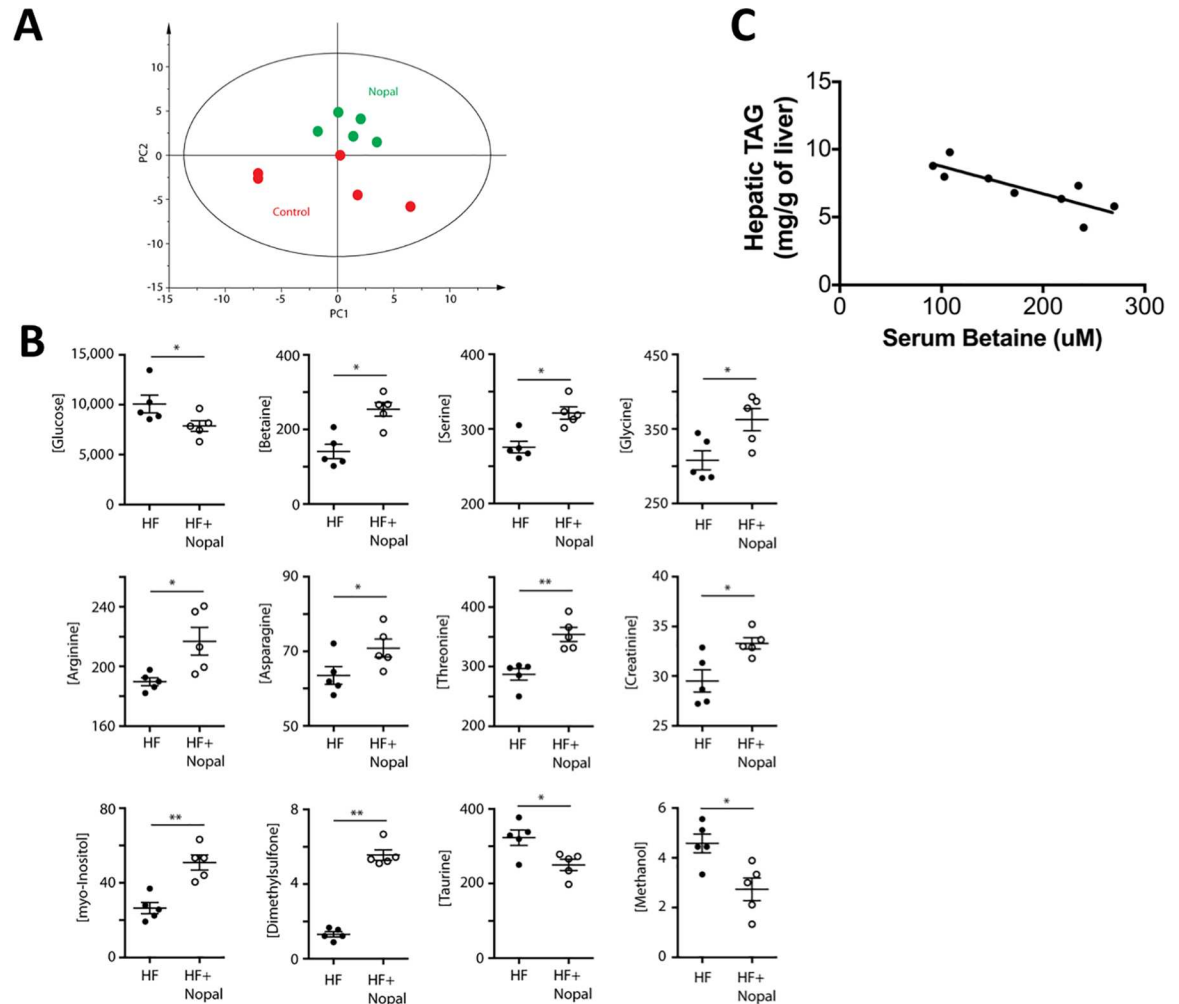 A
10
5
0
-5
-10
-15
PC2
-15
-10
-5
0
5
10
PC1
Nopal
Control
C
15
10
5
0
Hepatic TAG
(mg/g of liver)
0
100
200
300
Serum Betaine (uM)
B
[Glucose]
15,000
10,000
5,000
0
*
HF
HF+
Nopal
[Betaine]
400
200
0
*
HF
HF+
Nopal
[Serine]
400
300
200
*
HF
HF+
Nopal
[Glycine]
450
350
250
*
HF
HF+
Nopal
[Arginine]
240
200
160
*
HF
HF+
Nopal
[Asparagine]
90
70
50
*
HF
HF+
Nopal
[Threonine]
400
300
200
**
HF
HF+
Nopal
[Creatinine]
40
35
30
25
*
HF
HF+
Nopal
[myo-Inositol]
80
40
0
**
HF
HF+
Nopal
[Dimethylsulfone]
8
4
0
**
HF
HF+
Nopal
[Taurine]
400
200
0
*
HF
HF+
Nopal
[Methanol]
6
4
2
0
*
HF
HF+
Nopal